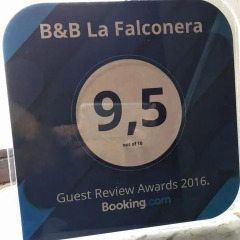 B&B La Falconera
9,5
out of 10
Guest Review Awards 2016.
Booking.com